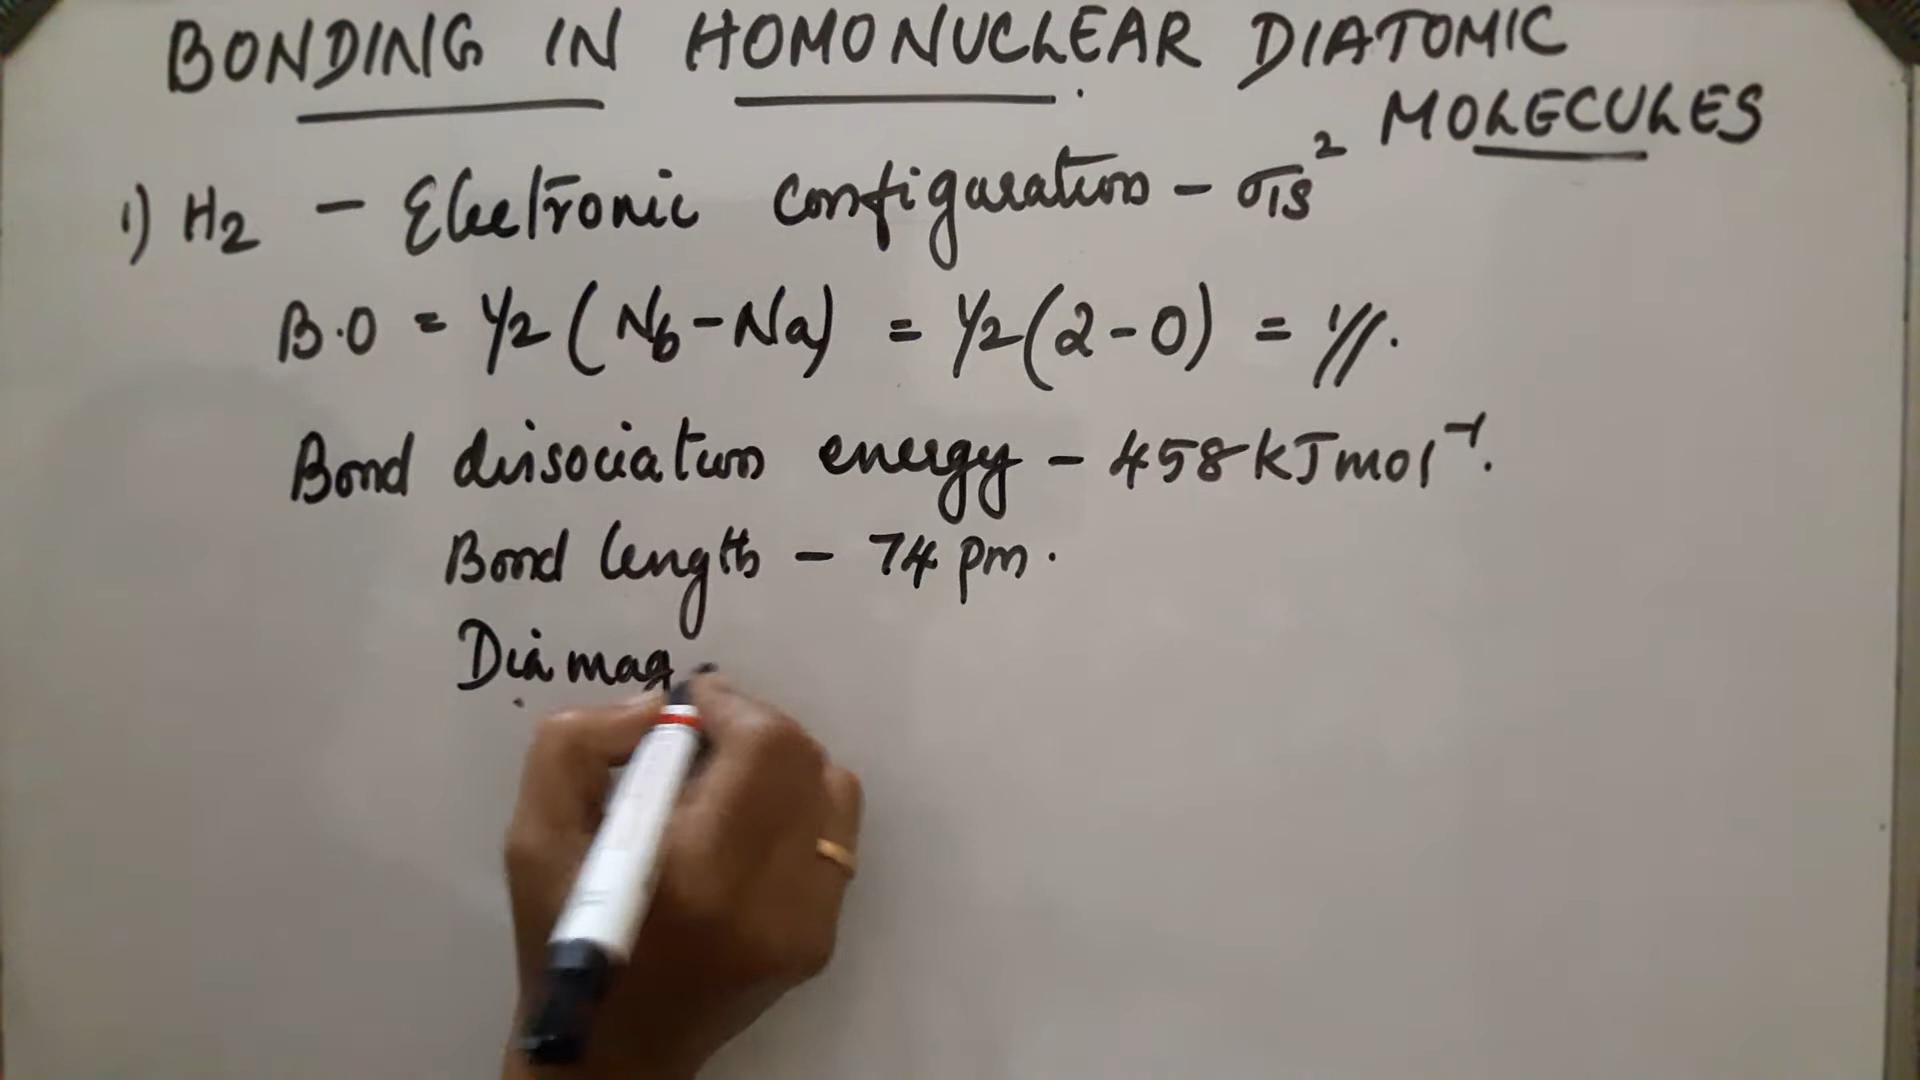 BONDING IN HOMONUCLEAR DIATOMIC
MOLECULES
1) H2 - Electronic configuration - σ1s²
B.O = 1/2 (Nb - Na) = 1/2 (2 - 0) = 1//.
Bond dissociation energy - 458 kJ mol⁻¹.
Bond length - 74 pm.
Diamag